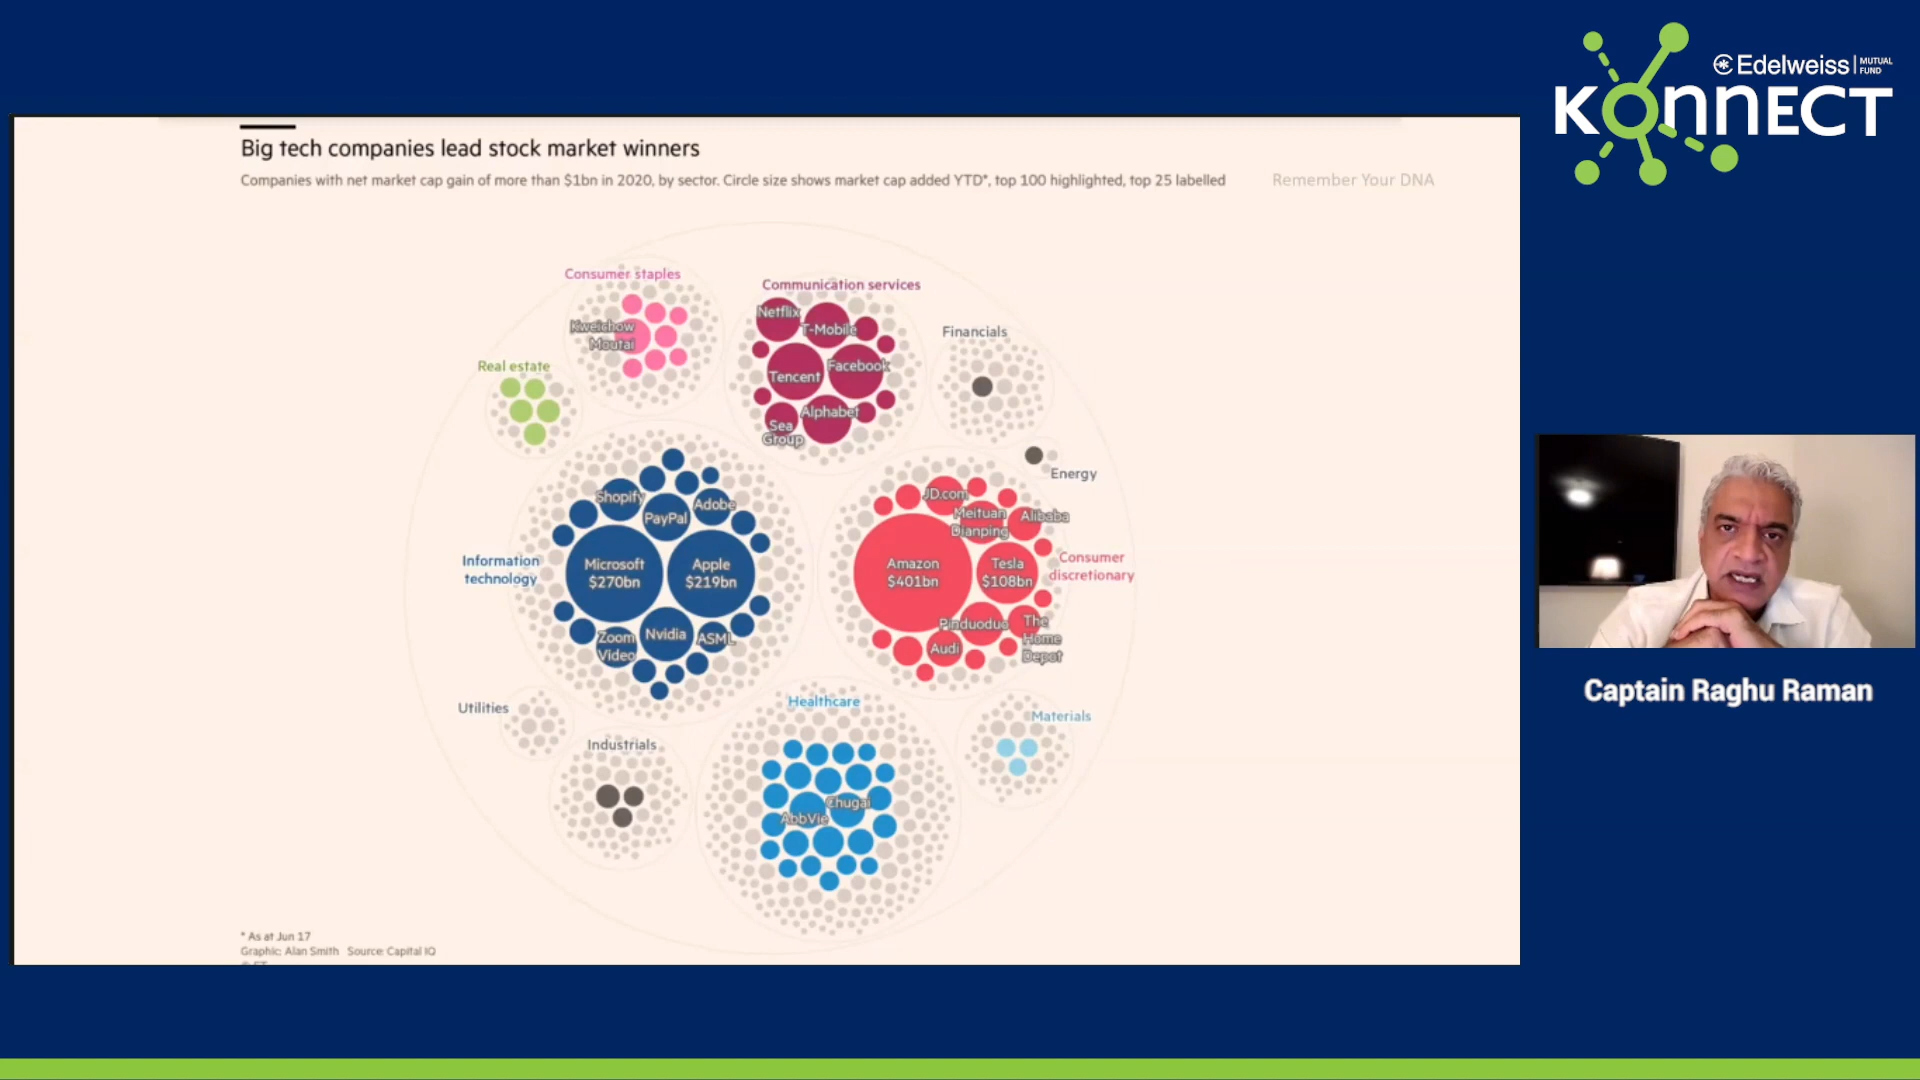 Edelweiss MUTUAL FUND
KONNECT
Big tech companies lead stock market winners
Companies with net market cap gain of more than $1bn in 2020, by sector. Circle size shows market cap added YTD*, top 100 highlighted, top 25 labelled
Remember Your DNA
Consumer staples
Kweichow
Moutai
Communication services
Netflix
T-Mobile
Tencent
Facebook
Alphabet
Sea
Group
Financials
Real estate
Energy
Information
technology
Shopify
PayPal
Adobe
Microsoft
$270bn
Apple
$219bn
Zoom
Video
Nvidia
ASML
JD.com
Meituan
Dianping
Alibaba
Amazon
$401bn
Tesla
$108bn
Consumer
discretionary
Pinduoduo
The
Home
Depot
Audi
Utilities
Industrials
Healthcare
Chugai
AbbVie
Materials
Captain Raghu Raman
* As at Jun 17
Graphic: Alan Smith Source: Capital IQ
© FT